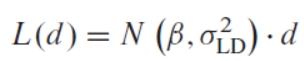 L(d) = N (β, σ²_LD) · d